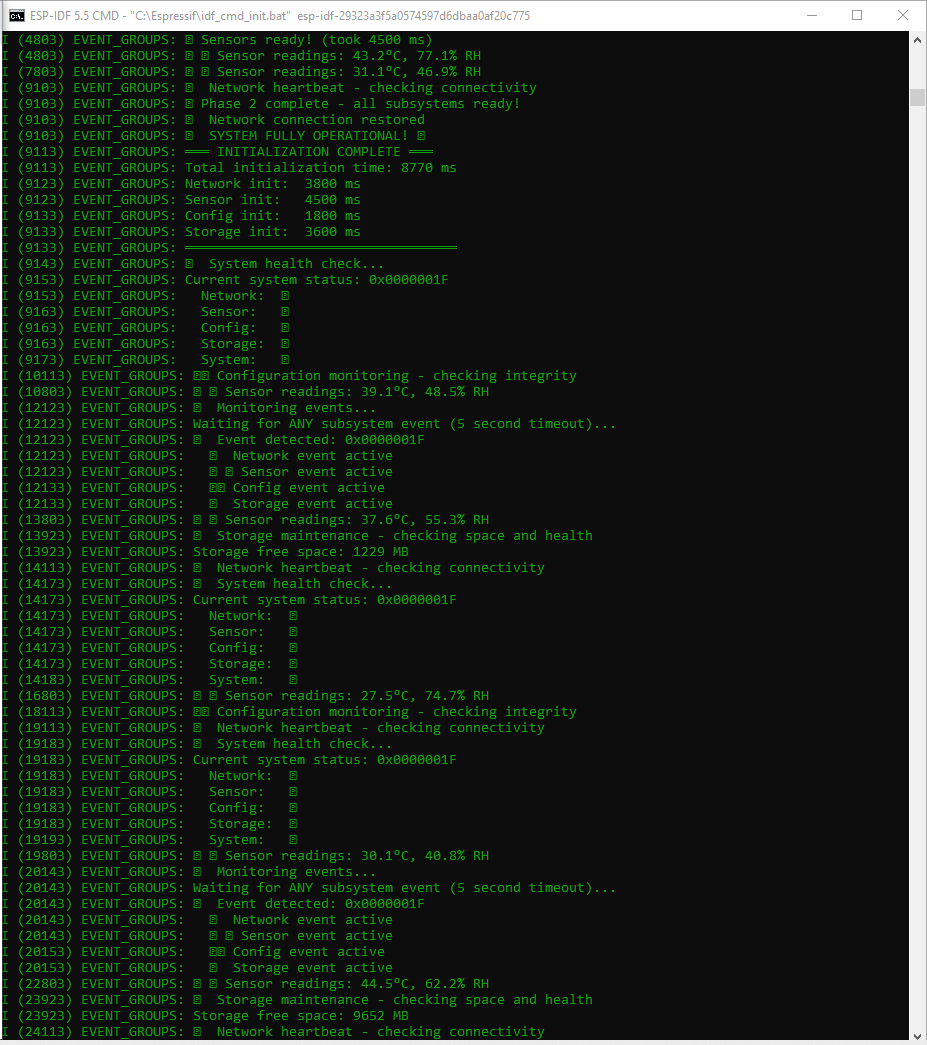 ESP-IDF 5.5 CMD - "C:\Espressif\idf_cmd_init.bat" esp-idf-29323a3f5a0574597d6dbaa0af20c775
I (4803) EVENT_GROUPS: Sensors ready! (took 4500 ms)
I (4803) EVENT_GROUPS: Sensor readings: 43.2°C, 77.1% RH
I (7803) EVENT_GROUPS: Sensor readings: 31.1°C, 46.9% RH
I (9103) EVENT_GROUPS: Network heartbeat - checking connectivity
I (9103) EVENT_GROUPS: Phase 2 complete - all subsystems ready!
I (9103) EVENT_GROUPS: Network connection restored
I (9103) EVENT_GROUPS: SYSTEM FULLY OPERATIONAL!
I (9113) EVENT_GROUPS: ═══ INITIALIZATION COMPLETE ═══
I (9113) EVENT_GROUPS: Total initialization time: 8770 ms
I (9123) EVENT_GROUPS: Network init: 3800 ms
I (9123) EVENT_GROUPS: Sensor init: 4500 ms
I (9133) EVENT_GROUPS: Config init: 1800 ms
I (9133) EVENT_GROUPS: Storage init: 3600 ms
I (9133) EVENT_GROUPS: ══════════════════════════════════
I (9143) EVENT_GROUPS: System health check...
I (9153) EVENT_GROUPS: Current system status: 0x0000001F
I (9153) EVENT_GROUPS: Network:
I (9163) EVENT_GROUPS: Sensor:
I (9163) EVENT_GROUPS: Config:
I (9163) EVENT_GROUPS: Storage:
I (9173) EVENT_GROUPS: System:
I (10113) EVENT_GROUPS: Configuration monitoring - checking integrity
I (10803) EVENT_GROUPS: Sensor readings: 39.1°C, 48.5% RH
I (12123) EVENT_GROUPS: Monitoring events...
I (12123) EVENT_GROUPS: Waiting for ANY subsystem event (5 second timeout)...
I (12123) EVENT_GROUPS: Event detected: 0x0000001F
I (12123) EVENT_GROUPS: Network event active
I (12123) EVENT_GROUPS: Sensor event active
I (12133) EVENT_GROUPS: Config event active
I (12133) EVENT_GROUPS: Storage event active
I (13803) EVENT_GROUPS: Sensor readings: 37.6°C, 55.3% RH
I (13923) EVENT_GROUPS: Storage maintenance - checking space and health
I (13923) EVENT_GROUPS: Storage free space: 1229 MB
I (14113) EVENT_GROUPS: Network heartbeat - checking connectivity
I (14173) EVENT_GROUPS: System health check...
I (14173) EVENT_GROUPS: Current system status: 0x0000001F
I (14173) EVENT_GROUPS: Network:
I (14173) EVENT_GROUPS: Sensor:
I (14173) EVENT_GROUPS: Config:
I (14173) EVENT_GROUPS: Storage:
I (14183) EVENT_GROUPS: System:
I (16803) EVENT_GROUPS: Sensor readings: 27.5°C, 74.7% RH
I (18113) EVENT_GROUPS: Configuration monitoring - checking integrity
I (19113) EVENT_GROUPS: Network heartbeat - checking connectivity
I (19183) EVENT_GROUPS: System health check...
I (19183) EVENT_GROUPS: Current system status: 0x0000001F
I (19183) EVENT_GROUPS: Network:
I (19183) EVENT_GROUPS: Sensor:
I (19183) EVENT_GROUPS: Config:
I (19183) EVENT_GROUPS: Storage:
I (19193) EVENT_GROUPS: System:
I (19803) EVENT_GROUPS: Sensor readings: 30.1°C, 40.8% RH
I (20143) EVENT_GROUPS: Monitoring events...
I (20143) EVENT_GROUPS: Waiting for ANY subsystem event (5 second timeout)...
I (20143) EVENT_GROUPS: Event detected: 0x0000001F
I (20143) EVENT_GROUPS: Network event active
I (20143) EVENT_GROUPS: Sensor event active
I (20153) EVENT_GROUPS: Config event active
I (20153) EVENT_GROUPS: Storage event active
I (22803) EVENT_GROUPS: Sensor readings: 44.5°C, 62.2% RH
I (23923) EVENT_GROUPS: Storage maintenance - checking space and health
I (23923) EVENT_GROUPS: Storage free space: 9652 MB
I (24113) EVENT_GROUPS: Network heartbeat - checking connectivity